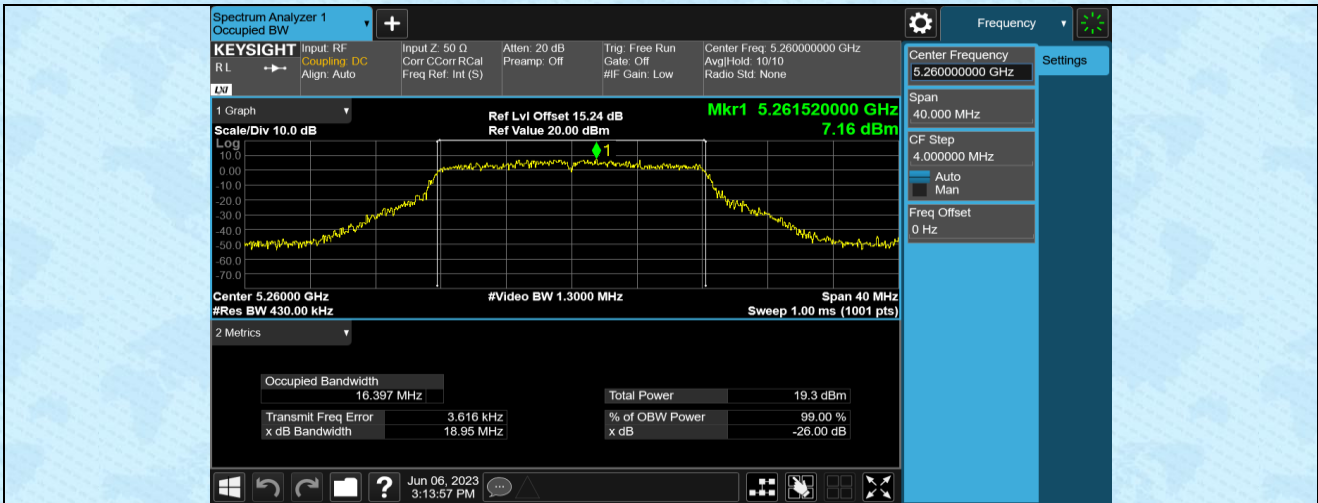 Spectrum Analyzer 1
Occupied BW
Frequency
KEYSIGHT
R L
LXI
Input: RF
Coupling: DC
Align: Auto
Input Z: 50 Ω
Corr CCorr RCal
Freq Ref: Int (S)
Atten: 20 dB
Preamp: Off
Trig: Free Run
Gate: Off
#IF Gain: Low
Center Freq: 5.260000000 GHz
Avg|Hold: 10/10
Radio Std: None
Center Frequency
5.260000000 GHz
Settings
Span
40.000 MHz
CF Step
4.000000 MHz
Auto
Man
Freq Offset
0 Hz
1 Graph
Scale/Div 10.0 dB
Ref Lvl Offset 15.24 dB
Ref Value 20.00 dBm
Mkr1 5.261520000 GHz
7.16 dBm
Log
1
10.0
0.00
-10.0
-20.0
-30.0
-40.0
-50.0
-60.0
-70.0
Center 5.26000 GHz
#Video BW 1.3000 MHz
Span 40 MHz
#Res BW 430.00 kHz
Sweep 1.00 ms (1001 pts)
2 Metrics
Occupied Bandwidth
16.397 MHz
Total Power 19.3 dBm
Transmit Freq Error 3.616 kHz
% of OBW Power 99.00 %
x dB Bandwidth 18.95 MHz
x dB -26.00 dB
?
Jun 06, 2023
3:13:57 PM